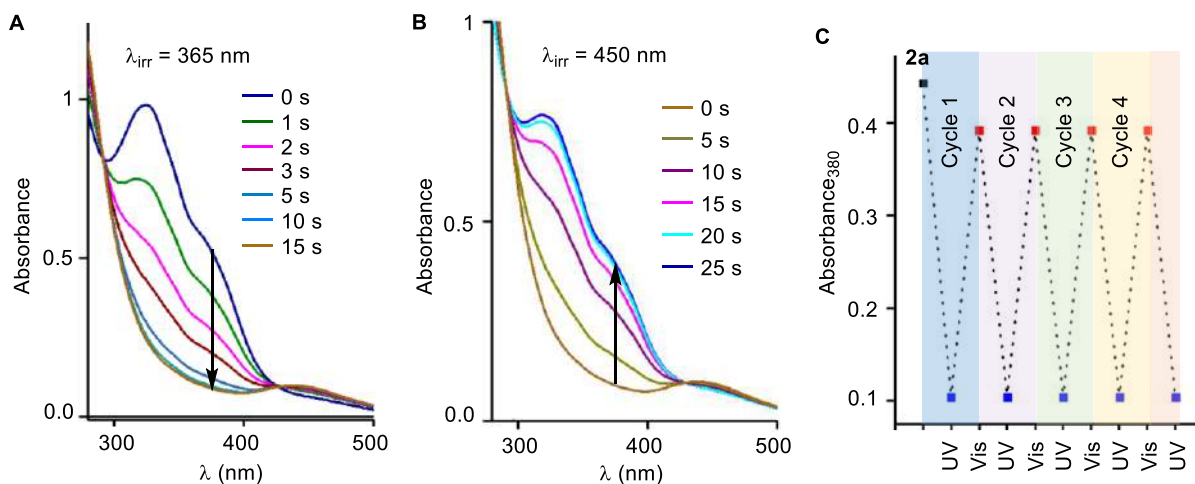 A
λirr = 365 nm
0 s
1 s
2 s
3 s
5 s
10 s
15 s
1
0.5
0.0
Absorbance
300
400
500
λ (nm)
B
λirr = 450 nm
0 s
5 s
10 s
15 s
20 s
25 s
1
0.5
0.0
Absorbance
300
400
500
λ (nm)
C
2a
Cycle 1
Cycle 2
Cycle 3
Cycle 4
0.4
0.3
0.2
0.1
Absorbance380
UV
Vis
UV
Vis
UV
Vis
UV
Vis
UV